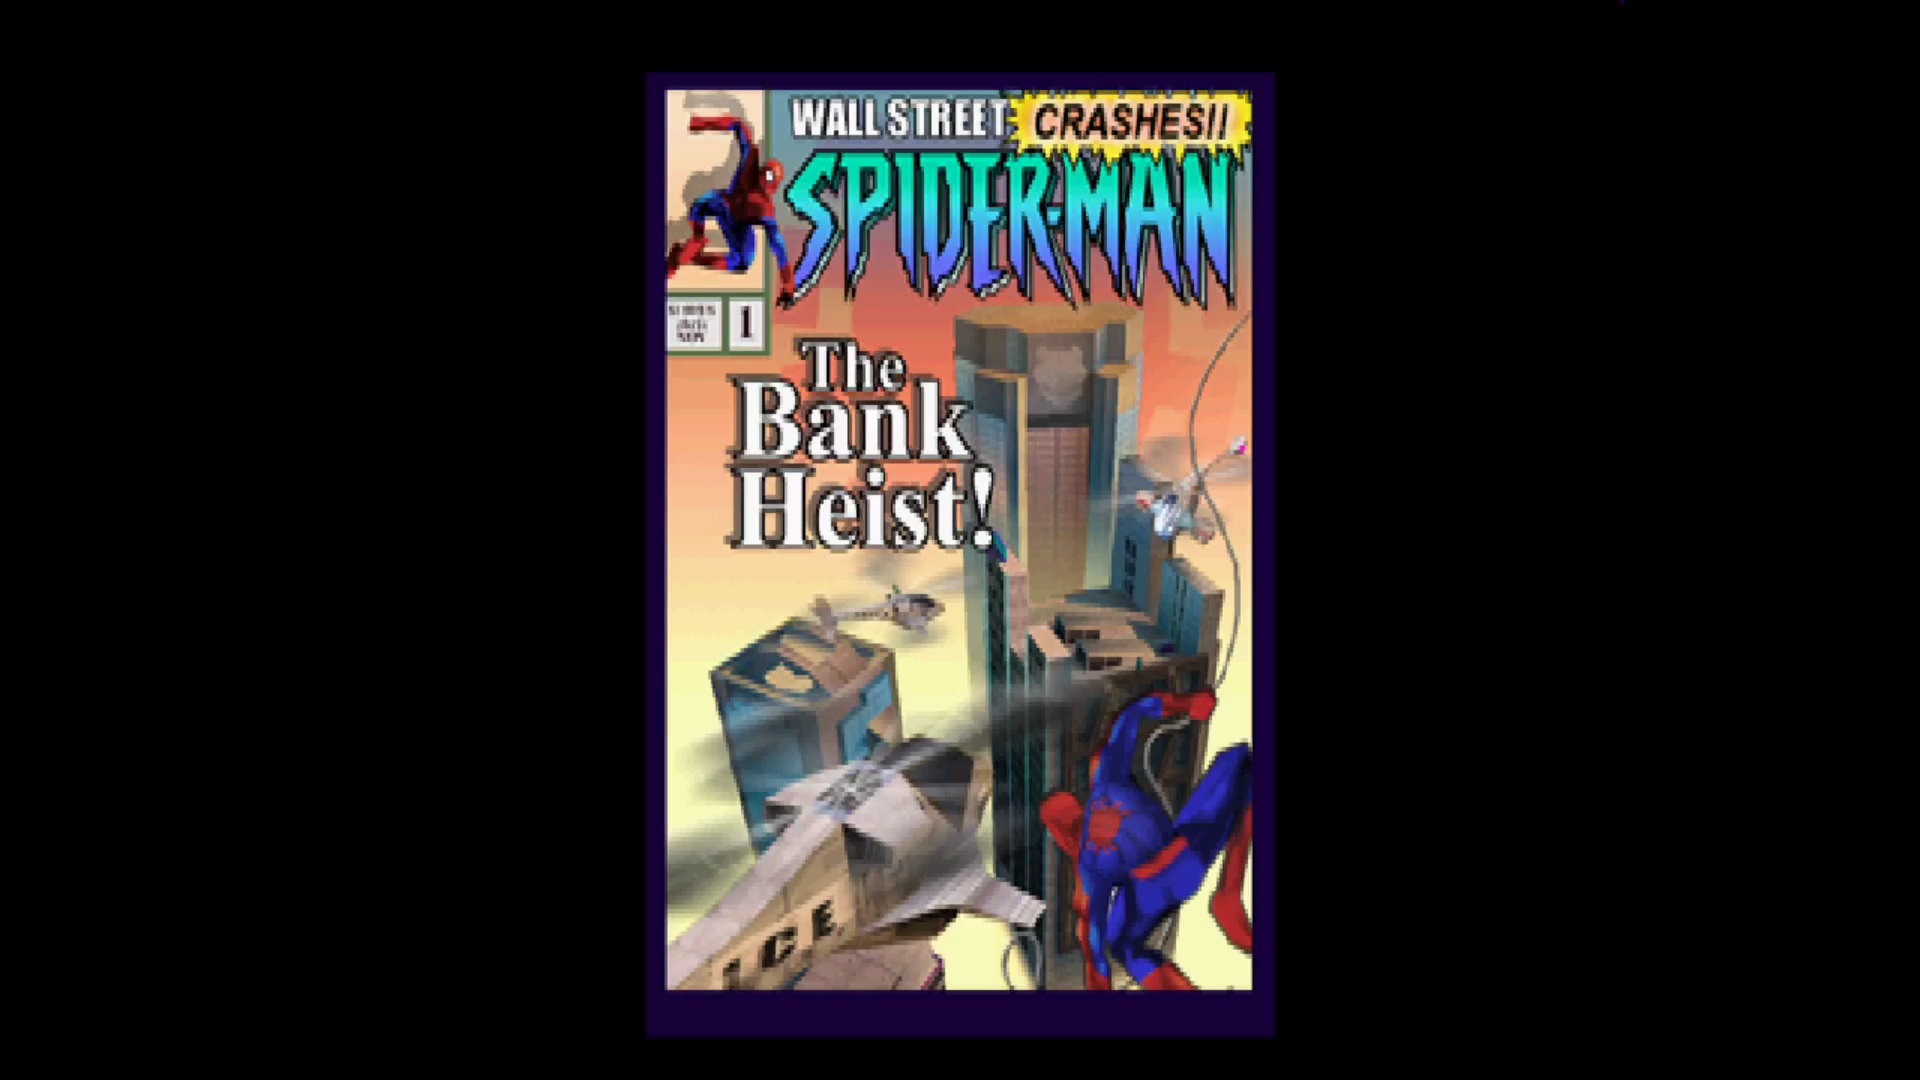 WALL STREET CRASHES!!
SPIDER-MAN
1
The
Bank
Heist!
ICE